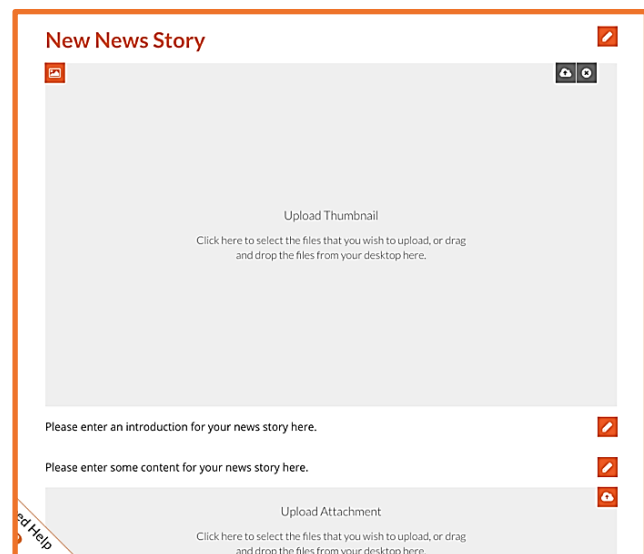 New News Story
Upload Thumbnail
Click here to select the files that you wish to upload, or drag
and drop the files from your desktop here.
Please enter an introduction for your news story here.
Please enter some content for your news story here.
Upload Attachment
Click here to select the files that you wish to upload, or drag
and drop the files from your desktop here.
Help